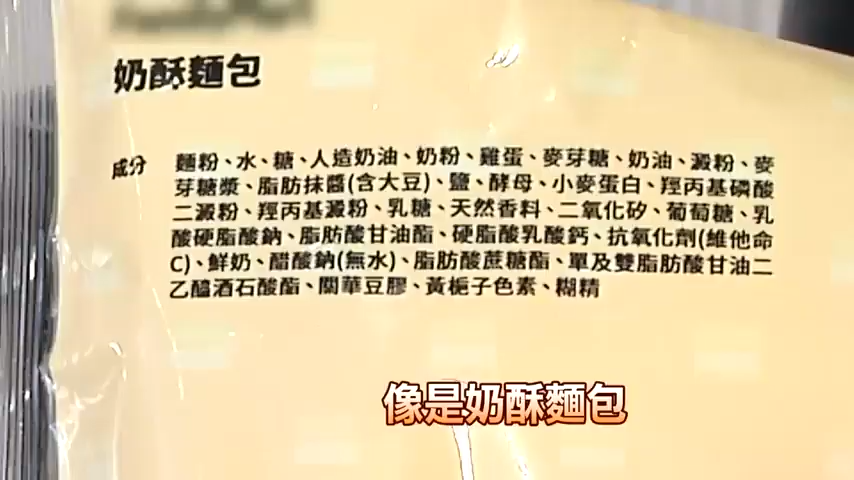 奶酥麵包
成分 麵粉、水、糖、人造奶油、奶粉、雞蛋、麥芽糖、奶油、澱粉、麥
芽糖漿、脂肪抹醬(含大豆)、鹽、酵母、小麥蛋白、羥丙基磷酸
二澱粉、羥丙基澱粉、乳糖、天然香料、二氧化矽、葡萄糖、乳
酸硬脂酸鈉、脂肪酸甘油酯、硬脂酸乳酸鈣、抗氧化劑(維他命
C)、鮮奶、醋酸鈉(無水)、脂肪酸蔗糖酯、單及雙脂肪酸甘油二
乙醯酒石酸酯、關華豆膠、黃梔子色素、糊精
像是奶酥麵包